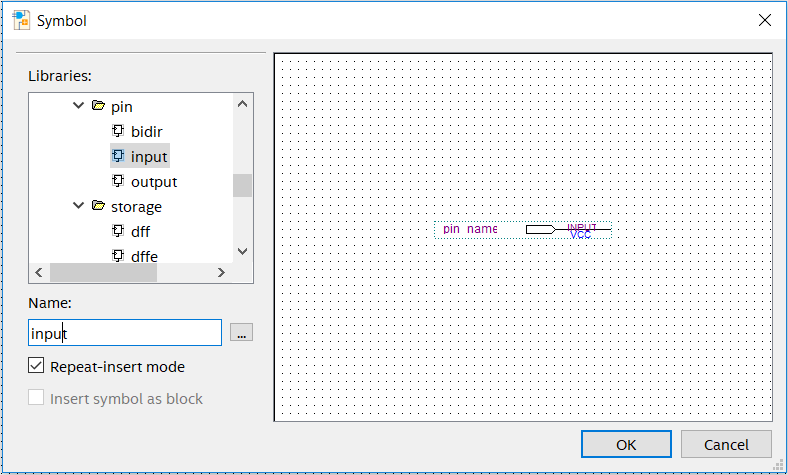 Symbol
Libraries:
pin
bidir
input
output
storage
dff
dffe
Name:
input
...
Repeat-insert mode
Insert symbol as block
pin_name
INPUT
VCC
OK
Cancel